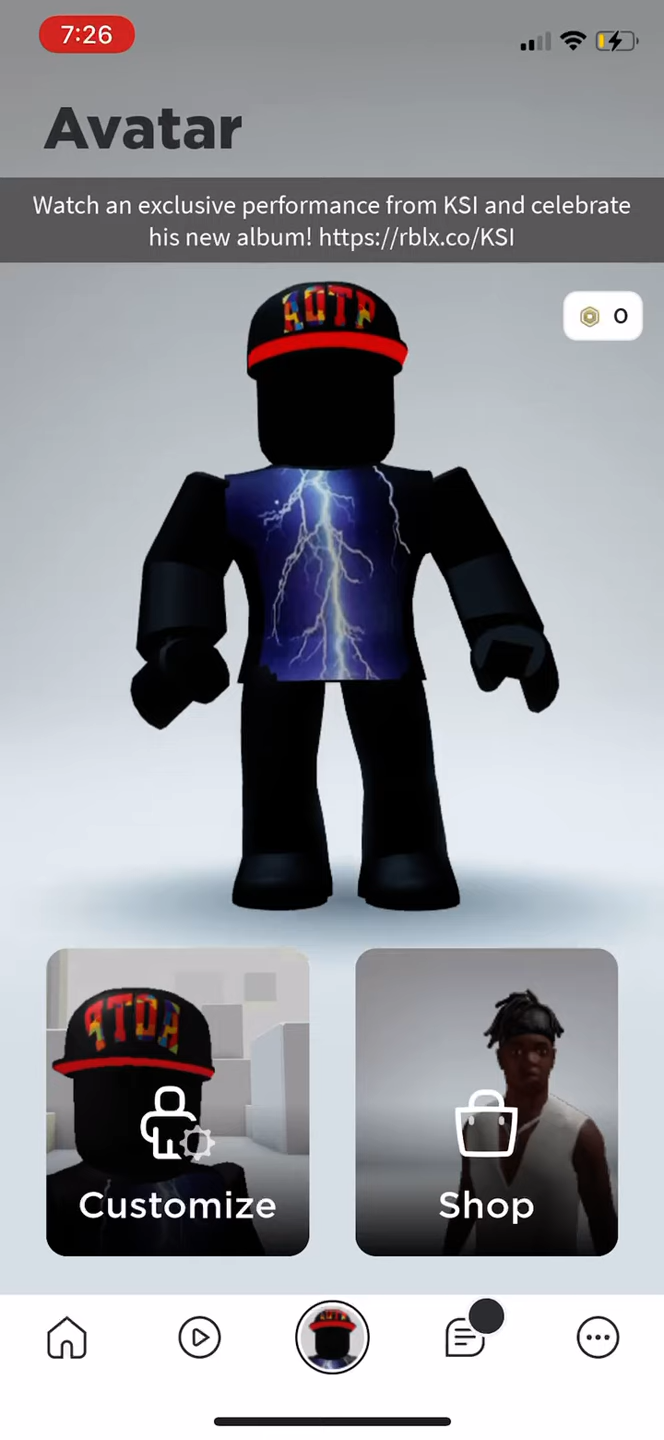 7:26
Avatar
Watch an exclusive performance from KSI and celebrate
his new album! https://rblx.co/KSI
0
AOTP
Customize
Shop